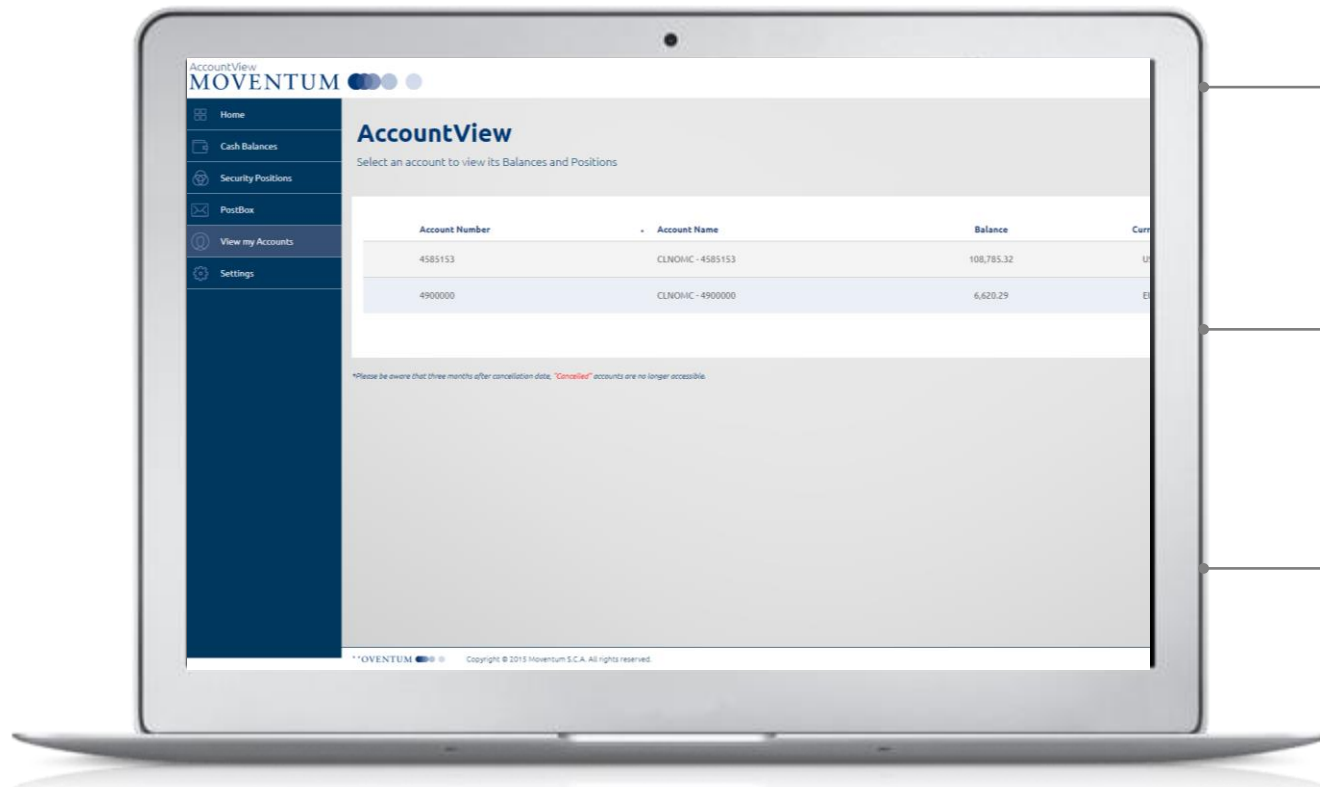 AccountView
MOVENTUM
Home
Cash Balances
Security Positions
PostBox
View my Accounts
Settings
AccountView
Select an account to view its Balances and Positions
Account Number Account Name Balance Curr
4585153 CLNOMC - 4585153 108,785.32 US
4900000 CLNOMC - 4900000 6,620.29 E
*Please be aware that three months after cancellation date, "Cancelled" accounts are no longer accessible.
OVENTUM Copyright © 2015 Moventum S.C.A. All rights reserved.